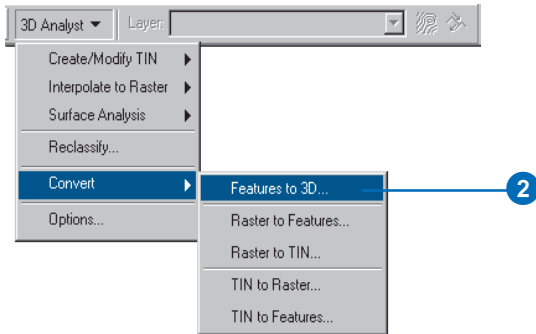 3D Analyst Layer:
Create/Modify TIN
Interpolate to Raster
Surface Analysis
Reclassify...
Convert
Options...
Features to 3D...
Raster to Features...
Raster to TIN...
TIN to Raster...
TIN to Features...
2